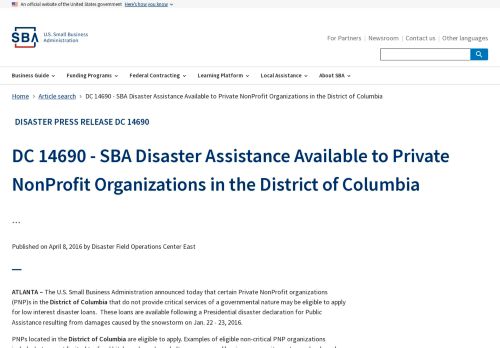 An official website of the United States government Here's how you know
SBA U.S. Small Business Administration
For Partners Newsroom Contact us Other languages
Business Guide Funding Programs Federal Contracting Learning Platform Local Assistance About SBA
Home › Article search › DC 14690 - SBA Disaster Assistance Available to Private NonProfit Organizations in the District of Columbia
DISASTER PRESS RELEASE DC 14690
DC 14690 - SBA Disaster Assistance Available to Private
NonProfit Organizations in the District of Columbia
...
Published on April 8, 2016 by Disaster Field Operations Center East
ATLANTA – The U.S. Small Business Administration announced today that certain Private NonProfit organizations
(PNP)s in the District of Columbia that do not provide critical services of a governmental nature may be eligible to apply
for low interest disaster loans. These loans are available following a Presidential disaster declaration for Public
Assistance resulting from damages caused by the snowstorm on Jan. 22 - 23, 2016.
PNPs located in the District of Columbia are eligible to apply. Examples of eligible non-critical PNP organizations